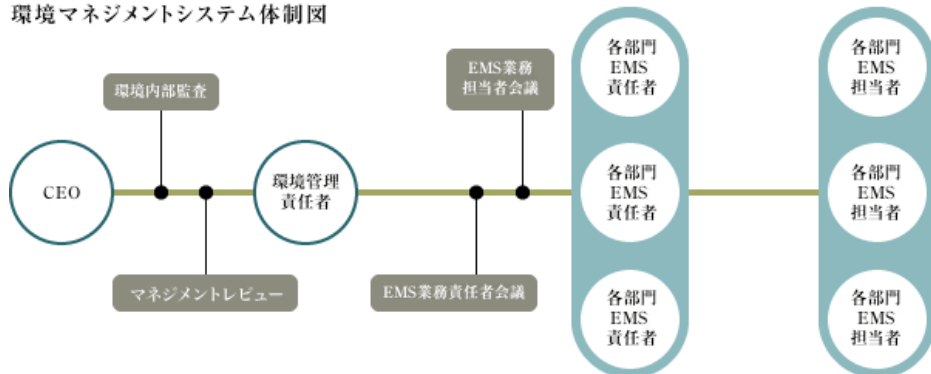 環境マネジメントシステム体制図
環境内部監査
EMS業務
担当者会議
CEO
環境管理
責任者
マネジメントレビュー
EMS業務責任者会議
各部門
EMS
責任者
各部門
EMS
責任者
各部門
EMS
責任者
各部門
EMS
担当者
各部門
EMS
担当者
各部門
EMS
担当者